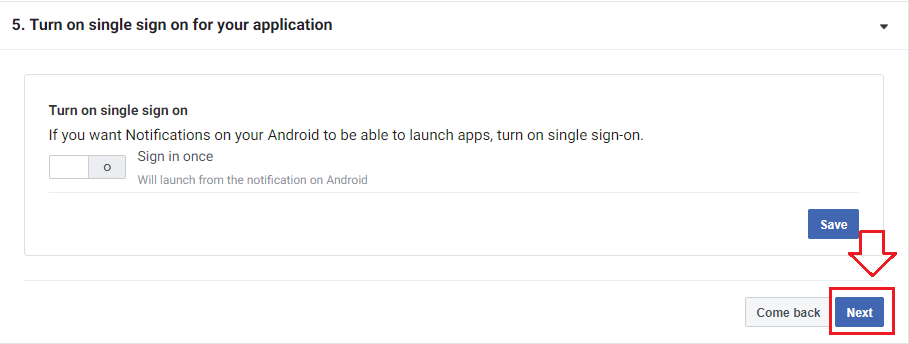 5. Turn on single sign on for your application
Turn on single sign on
If you want Notifications on your Android to be able to launch apps, turn on single sign-on.
O
Sign in once
Will launch from the notification on Android
Save
Come back
Next